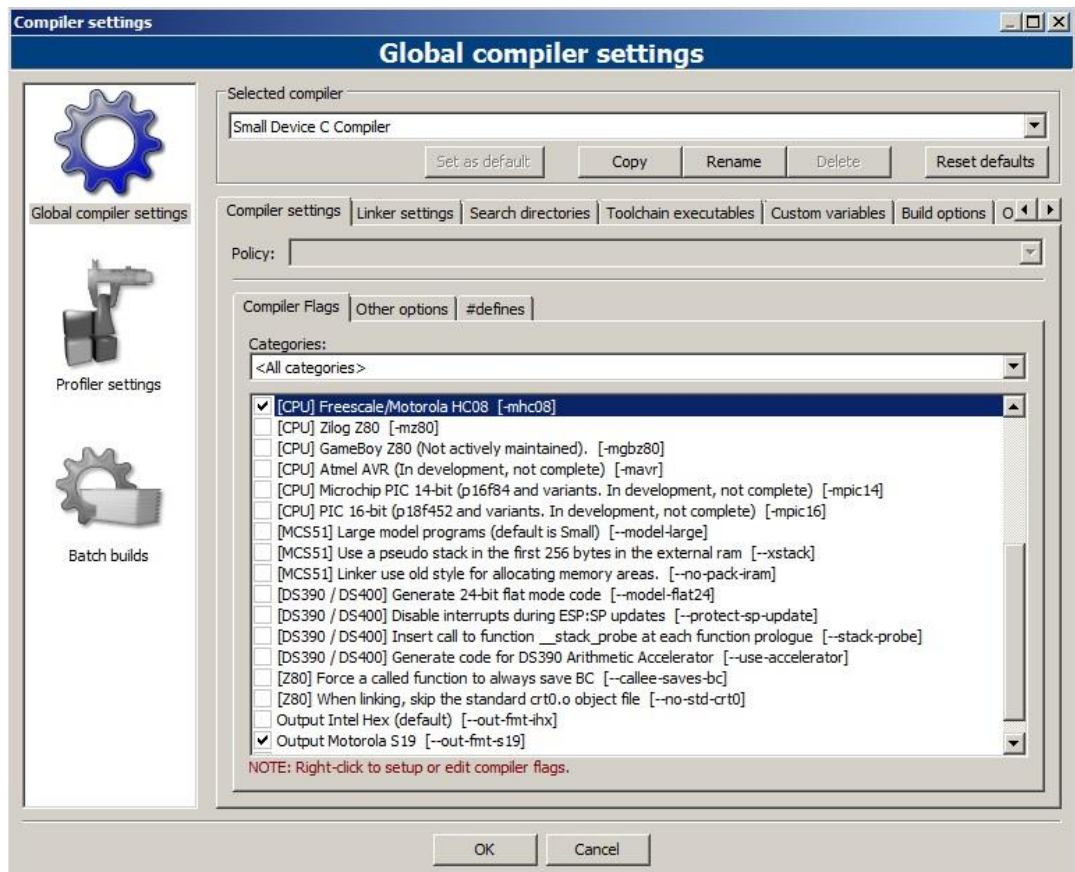 Compiler settings
Global compiler settings
Global compiler settings
Profiler settings
Batch builds
Selected compiler
Small Device C Compiler
Set as default Copy Rename Delete Reset defaults
Compiler settings Linker settings Search directories Toolchain executables Custom variables Build options O
Policy:
Compiler Flags Other options #defines
Categories:
<All categories>
[CPU] Freescale/Motorola HC08 [-mhc08]
[CPU] Zilog Z80 [-mz80]
[CPU] GameBoy Z80 (Not actively maintained). [-mgbz80]
[CPU] Atmel AVR (In development, not complete) [-mavr]
[CPU] Microchip PIC 14-bit (p16f84 and variants. In development, not complete) [-mpic14]
[CPU] PIC 16-bit (p18f452 and variants. In development, not complete) [-mpic16]
[MCS51] Large model programs (default is Small) [--model-large]
[MCS51] Use a pseudo stack in the first 256 bytes in the external ram [--xstack]
[MCS51] Linker use old style for allocating memory areas. [--no-pack-iram]
[DS390 / DS400] Generate 24-bit flat mode code [--model-flat24]
[DS390 / DS400] Disable interrupts during ESP:SP updates [--protect-sp-update]
[DS390 / DS400] Insert call to function __stack_probe at each function prologue [--stack-probe]
[DS390 / DS400] Generate code for DS390 Arithmetic Accelerator [--use-accelerator]
[Z80] Force a called function to always save BC [--callee-saves-bc]
[Z80] When linking, skip the standard crt0.o object file [--no-std-crt0]
Output Intel Hex (default) [--out-fmt-ihx]
Output Motorola S19 [--out-fmt-s19]
NOTE: Right-click to setup or edit compiler flags.
OK Cancel